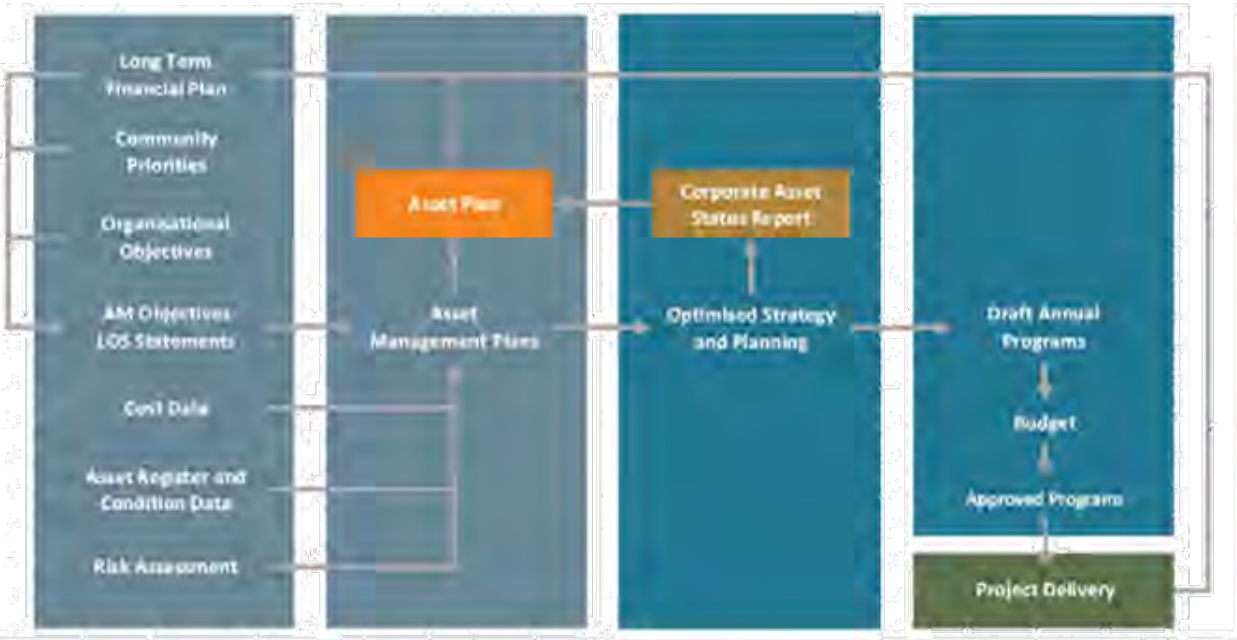 Long Term
Financial Plan
Community
Priorities
Organisational
Objectives
AM Objectives
LOS Statements
Cost Data
Asset Register and
Condition Data
Risk Assessment
Asset Plan
Asset
Management Plans
Corporate Asset
Status Report
Optimised Strategy
and Planning
Draft Annual
Programs
Budget
Approved Programs
Project Delivery